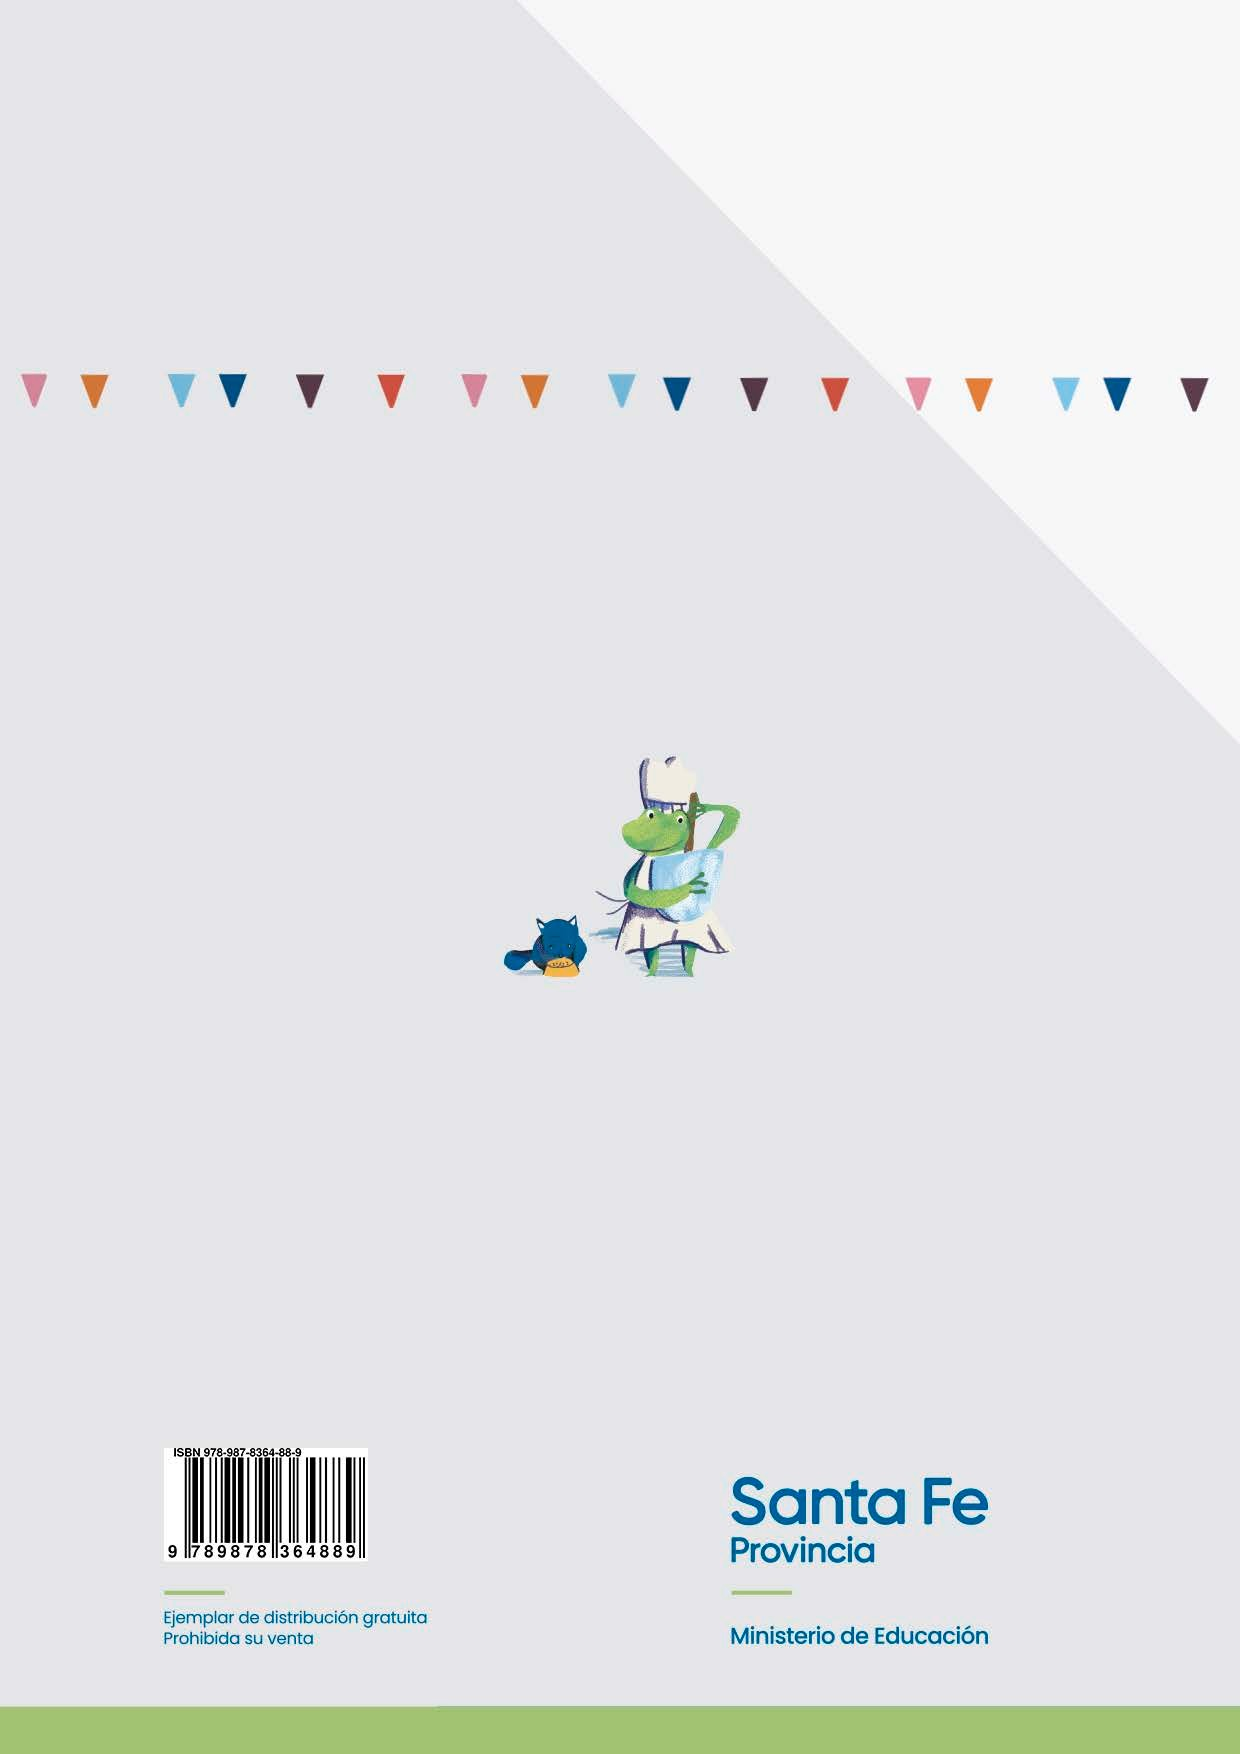 ISBN 978-987-8364-88-9
9 789878 364889
Ejemplar de distribución gratuita
Prohibida su venta
Santa Fe
Provincia
Ministerio de Educación